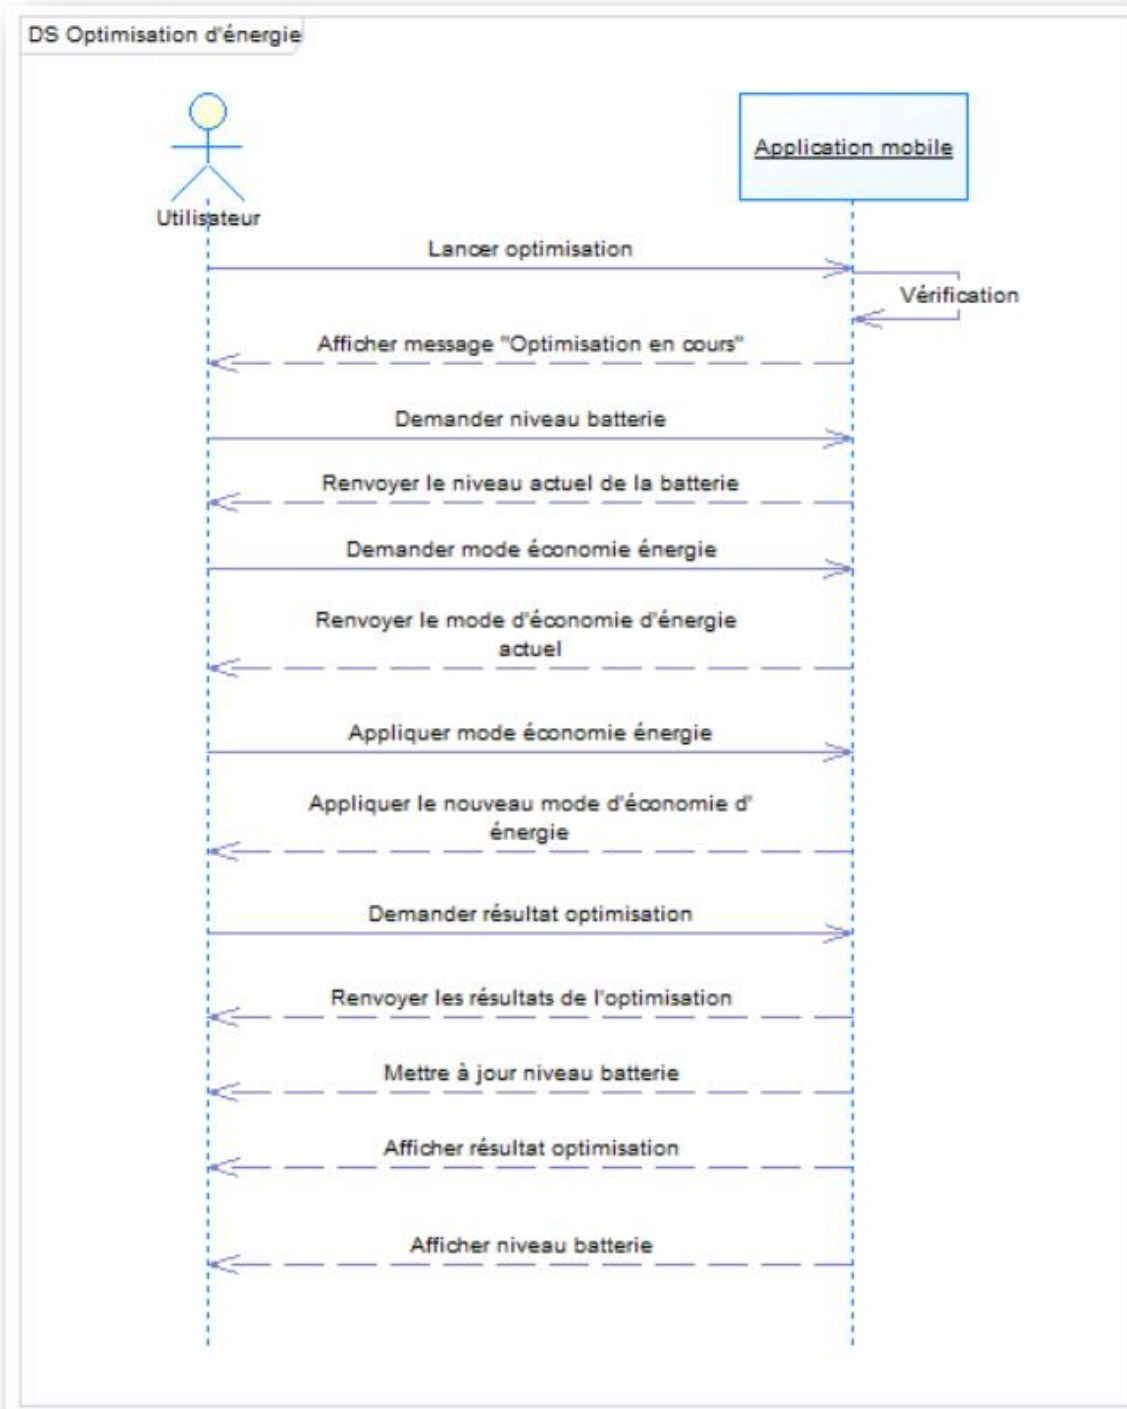 DS Optimisation d'énergie
Application mobile
Utilisateur
Lancer optimisation
Vérification
Afficher message "Optimisation en cours"
Demander niveau batterie
Renvoyer le niveau actuel de la batterie
Demander mode économie énergie
Renvoyer le mode d'économie d'énergie
actuel
Appliquer mode économie énergie
Appliquer le nouveau mode d'économie d'
énergie
Demander résultat optimisation
Renvoyer les résultats de l'optimisation
Mettre à jour niveau batterie
Afficher résultat optimisation
Afficher niveau batterie